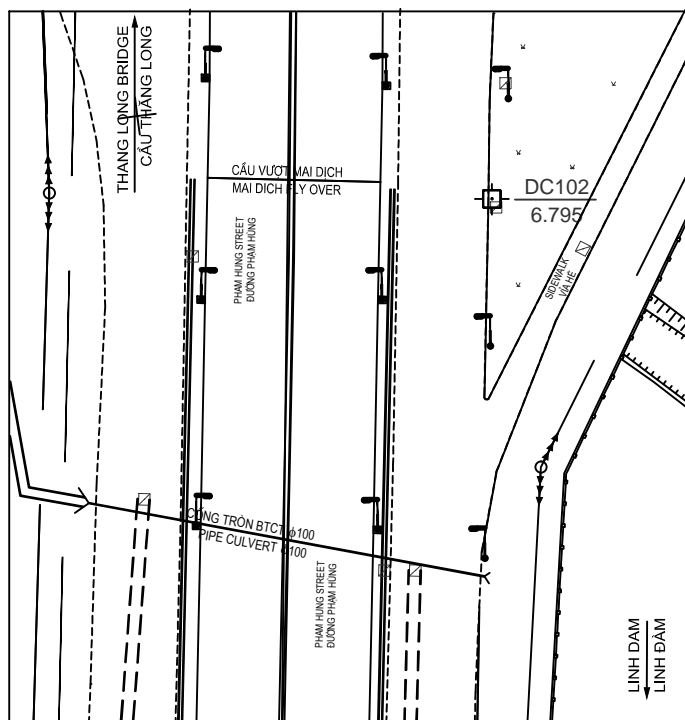 THANG LONG BRIDGE
CẦU THĂNG LONG
CẦU VƯỢT MAI DỊCH
MAI DICH FLY OVER
DC102
6.795
PHAM HUNG STREET
ĐƯỜNG PHẠM HÙNG
SIDEWALK
VỈA HÈ
CỐNG TRÒN BTCT ϕ100
PIPE CULVERT ϕ100
PHAM HUNG STREET
ĐƯỜNG PHẠM HÙNG
LINH DAM
LINH ĐÀM